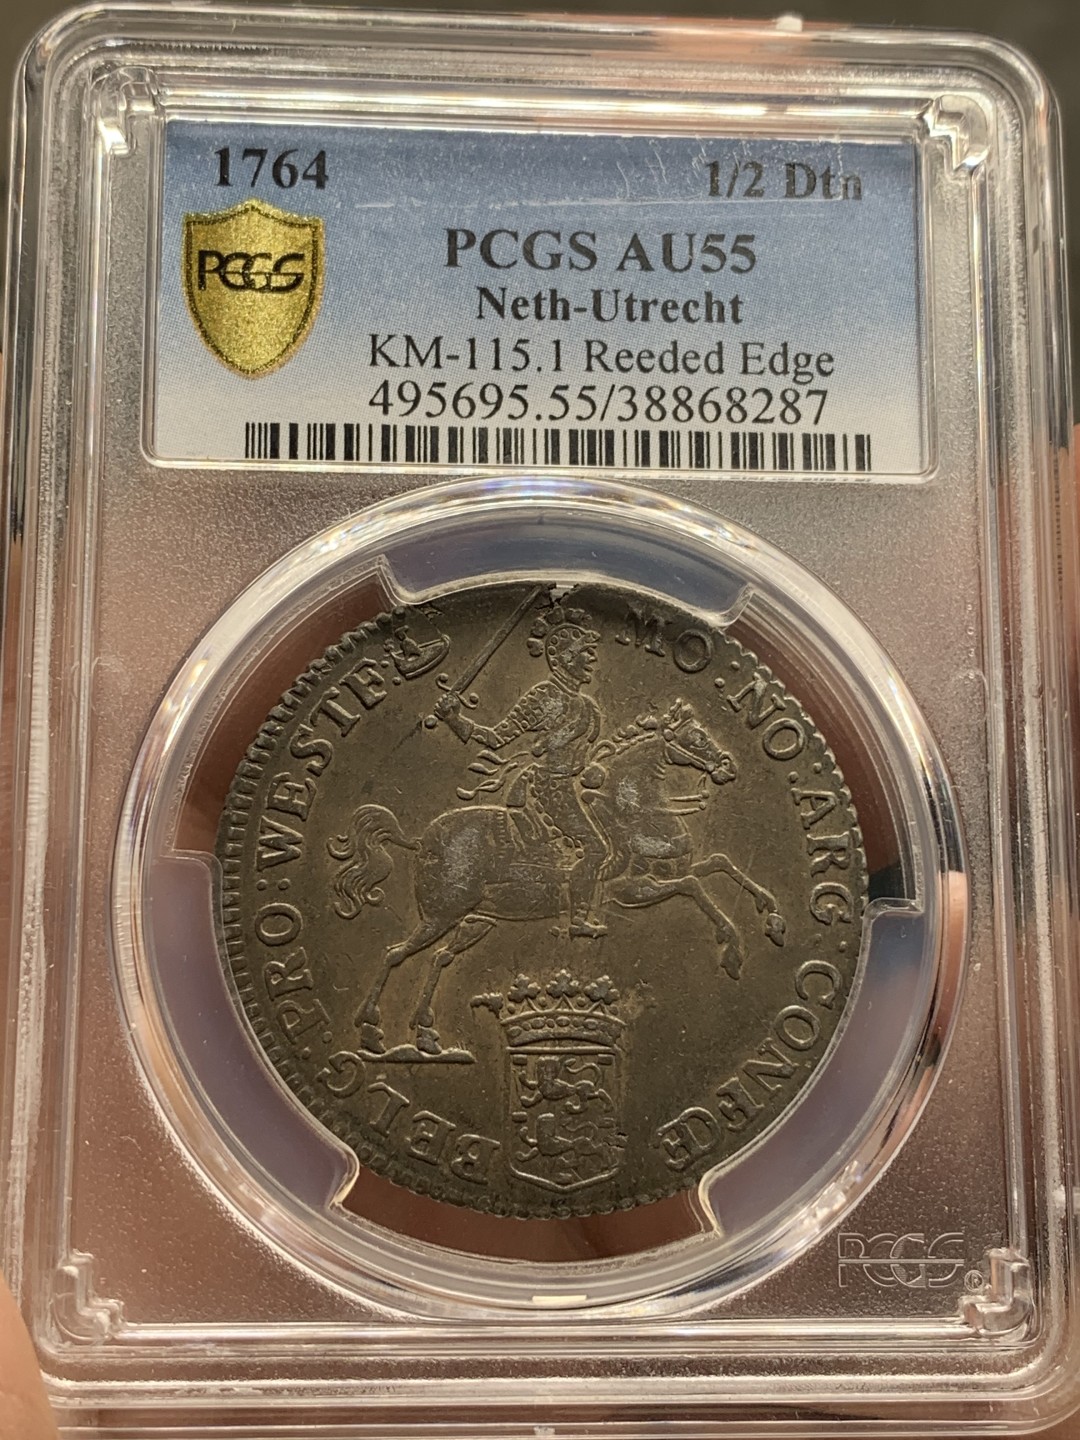 1764
1/2 Dtn
PCGS
PCGS AU55
Neth-Utrecht
KM-115.1 Reeded Edge
495695.55/38868287
MO : NO : ARG : CONFŒD :
BELG : PRO : WESTF :
PCGS®